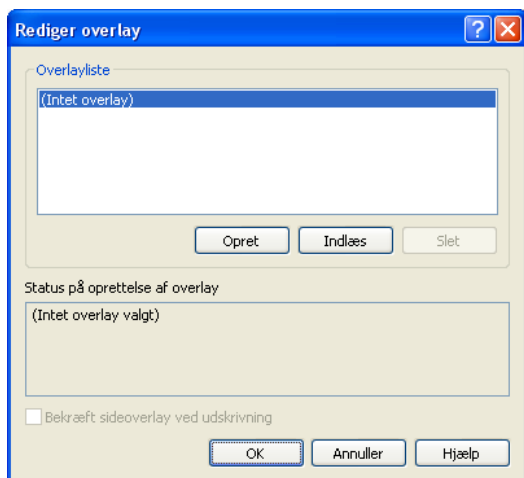 Rediger overlay
Overlayliste
(Intet overlay)
Opret Indlæs Slet
Status på oprettelse af overlay
(Intet overlay valgt)
Bekræft sideoverlay ved udskrivning
OK Annuller Hjælp